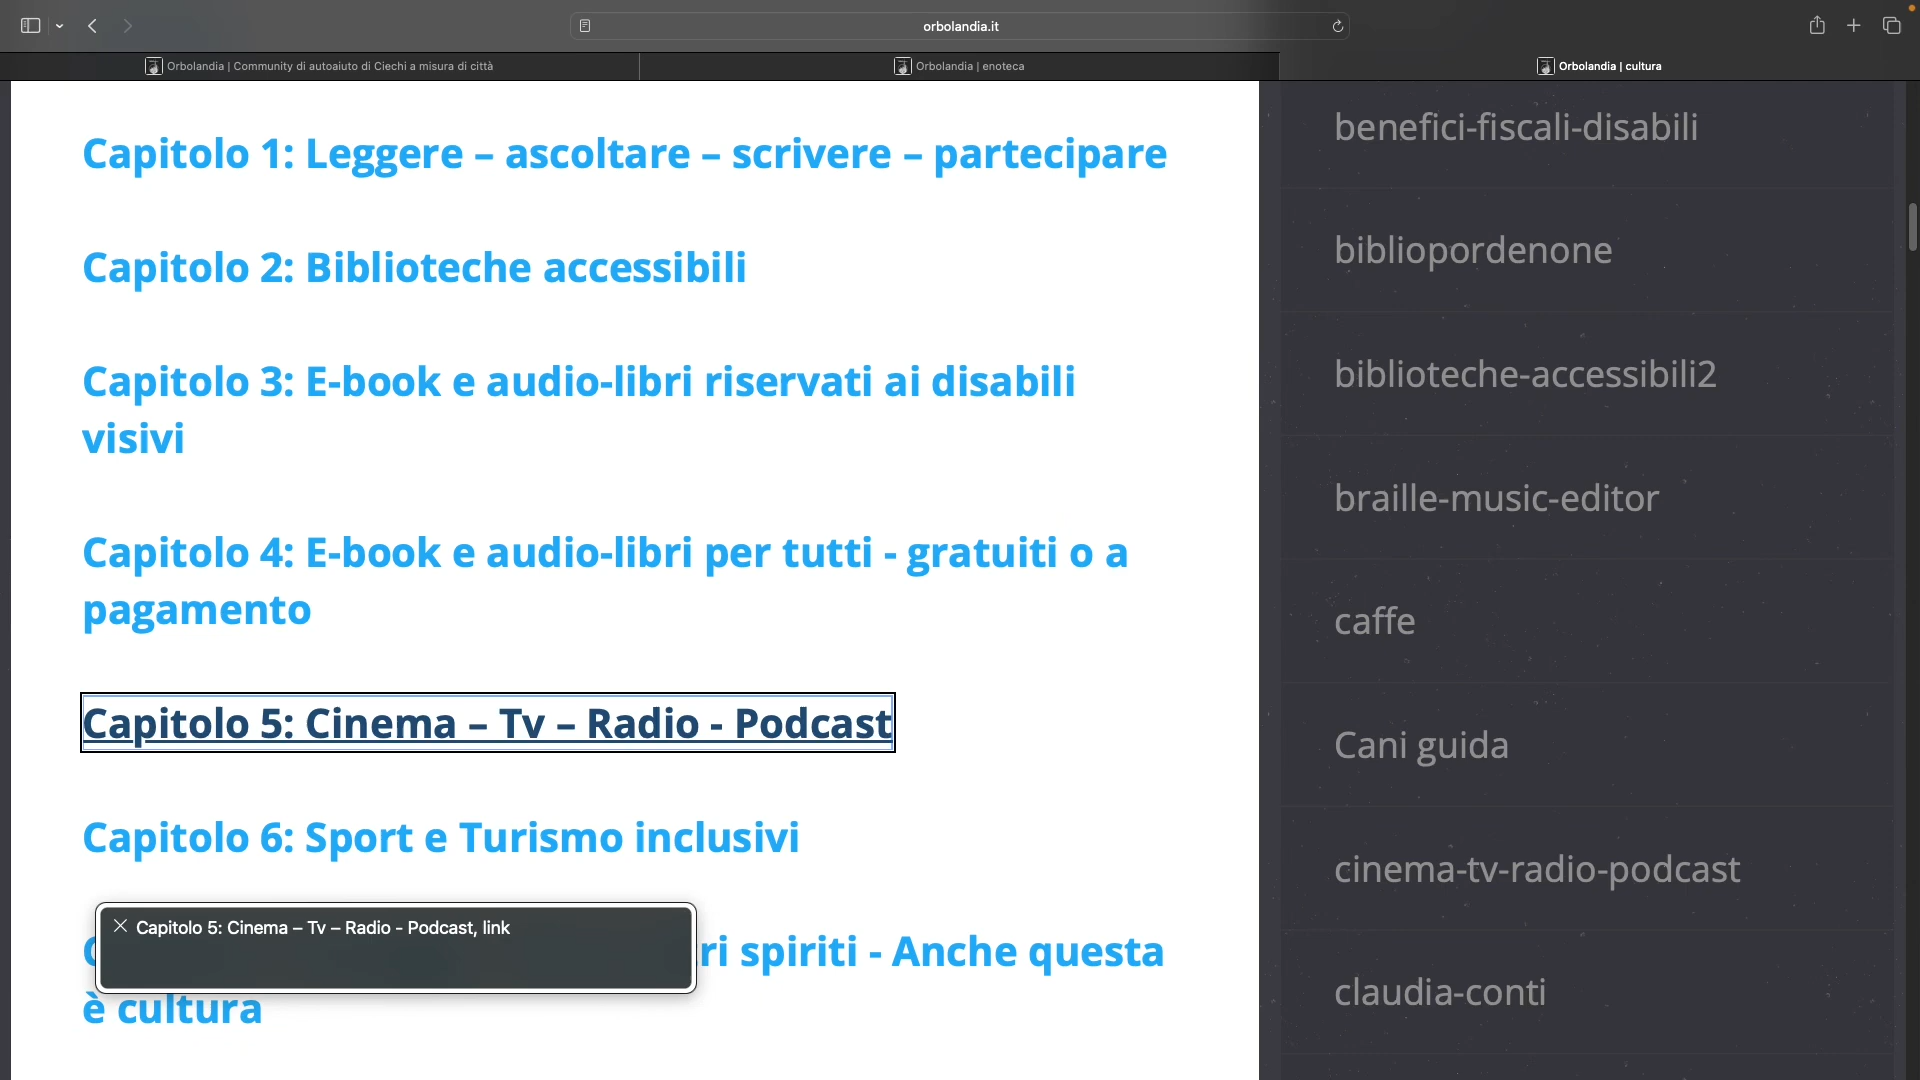 orbolandia.it
Orbolandia | Community di autoaiuto di Ciechi a misura di città
Orbolandia | enoteca
Orbolandia | cultura
Capitolo 1: Leggere – ascoltare – scrivere – partecipare
Capitolo 2: Biblioteche accessibili
Capitolo 3: E-book e audio-libri riservati ai disabili
visivi
Capitolo 4: E-book e audio-libri per tutti - gratuiti o a
pagamento
Capitolo 5: Cinema – Tv – Radio - Podcast
Capitolo 6: Sport e Turismo inclusivi
spiriti - Anche questa
è cultura
Capitolo 5: Cinema – Tv – Radio - Podcast, link
benefici-fiscali-disabili
bibliopordenone
biblioteche-accessibili2
braille-music-editor
caffe
Cani guida
cinema-tv-radio-podcast
claudia-conti